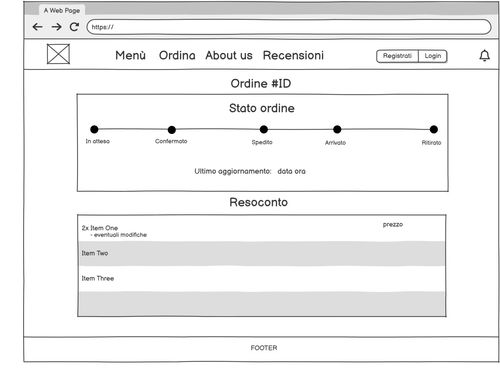 A Web Page
https://
Menù Ordina About us Recensioni Registrati Login
Ordine #ID
Stato ordine
In attesa Confermato Spedito Arrivato Ritirato
Ultimo aggiornamento: data ora
Resoconto
2x Item One prezzo
- eventuali modifiche
Item Two
Item Three
FOOTER